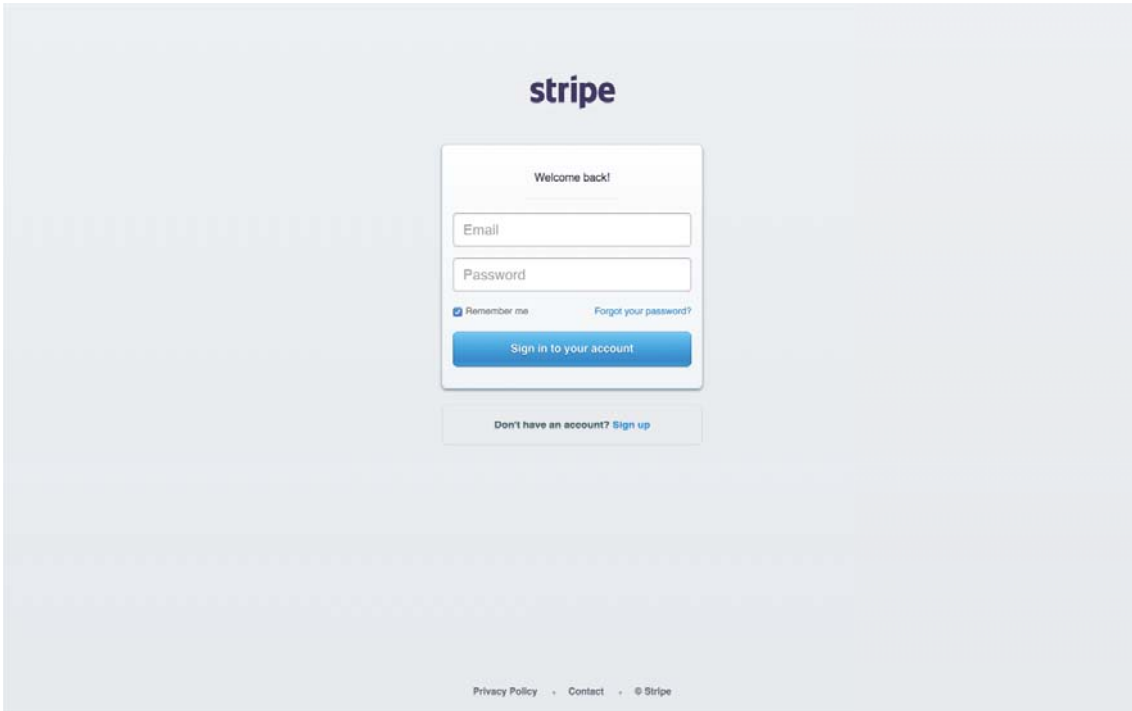 stripe
Welcome back!
Email
Password
Remember me Forgot your password?
Sign in to your account
Don't have an account? Sign up
Privacy Policy Contact © Stripe